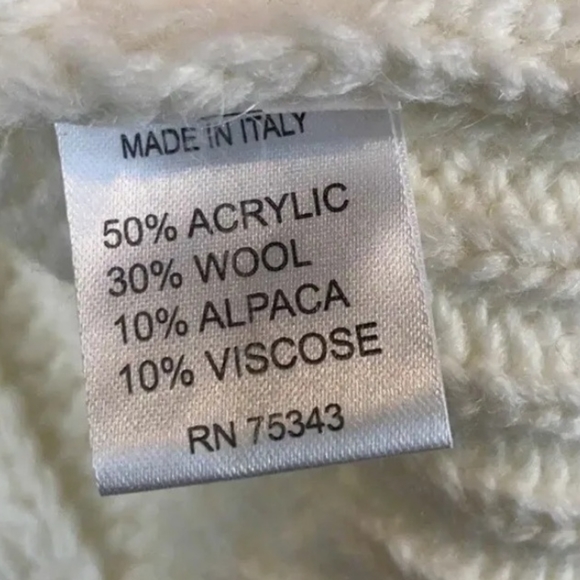 MADE IN ITALY
50% ACRYLIC
30% WOOL
10% ALPACA
10% VISCOSE
RN 75343